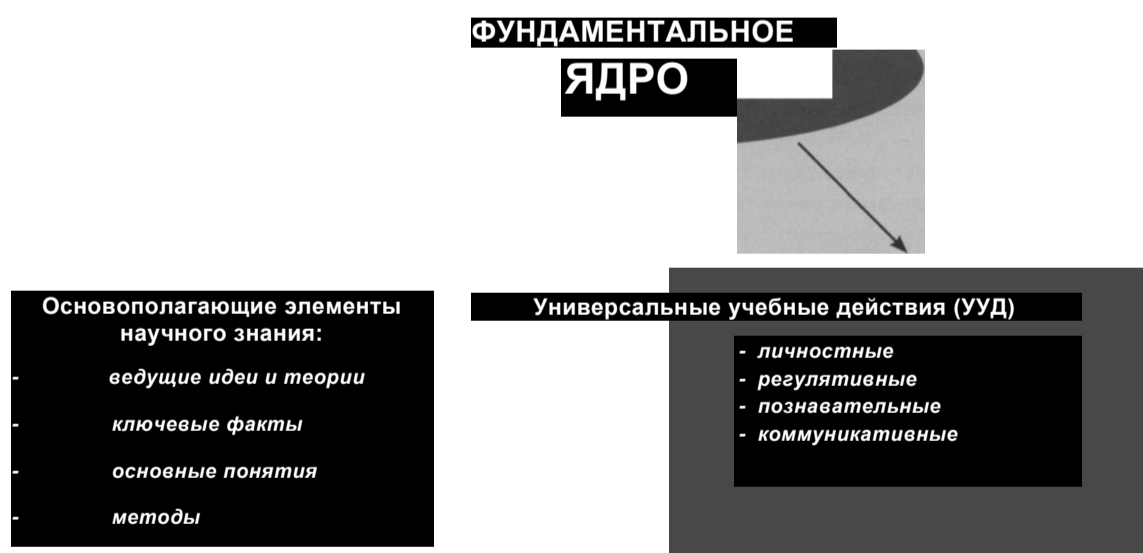 ФУНДАМЕНТАЛЬНОЕ
ЯДРО
Основополагающие элементы
научного знания:
- ведущие идеи и теории
- ключевые факты
- основные понятия
- методы
Универсальные учебные действия (УУД)
- личностные
- регулятивные
- познавательные
- коммуникативные